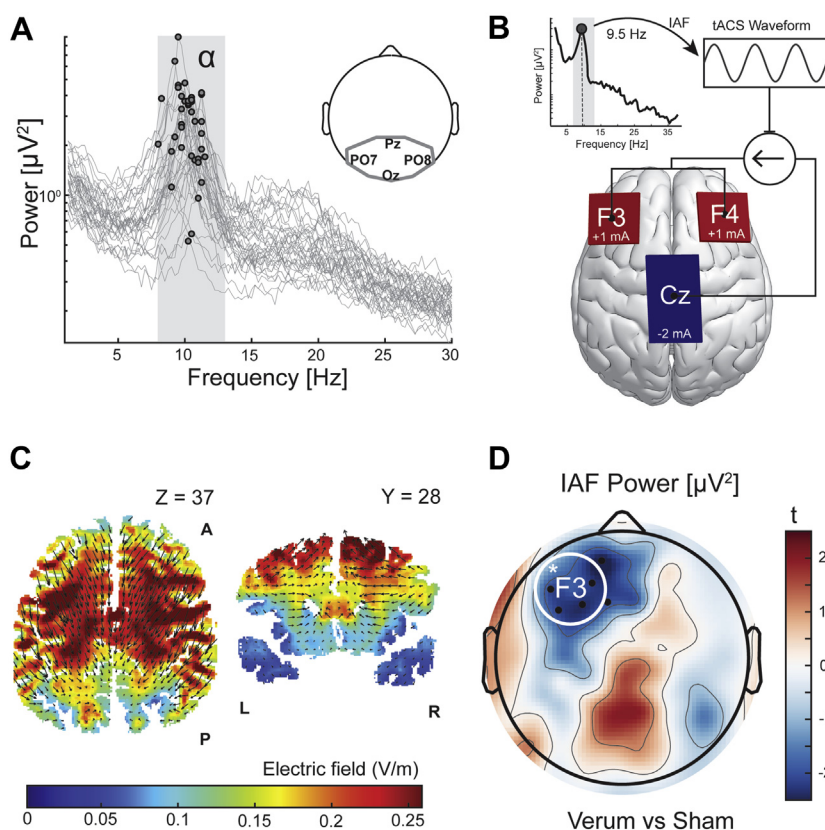 A
α
Power [μV²]
10⁰
5
10
15
20
25
30
Frequency [Hz]
Pz
PO7
PO8
Oz
B
IAF
9.5 Hz
tACS Waveform
Power [μV²]
5
15
25
35
Frequency [Hz]
F3
+1 mA
F4
+1 mA
Cz
-2 mA
C
Z = 37
Y = 28
A
P
L
R
Electric field (V/m)
0
0.05
0.1
0.15
0.2
0.25
D
IAF Power [μV²]
*
F3
t
2
0
-2
Verum vs Sham